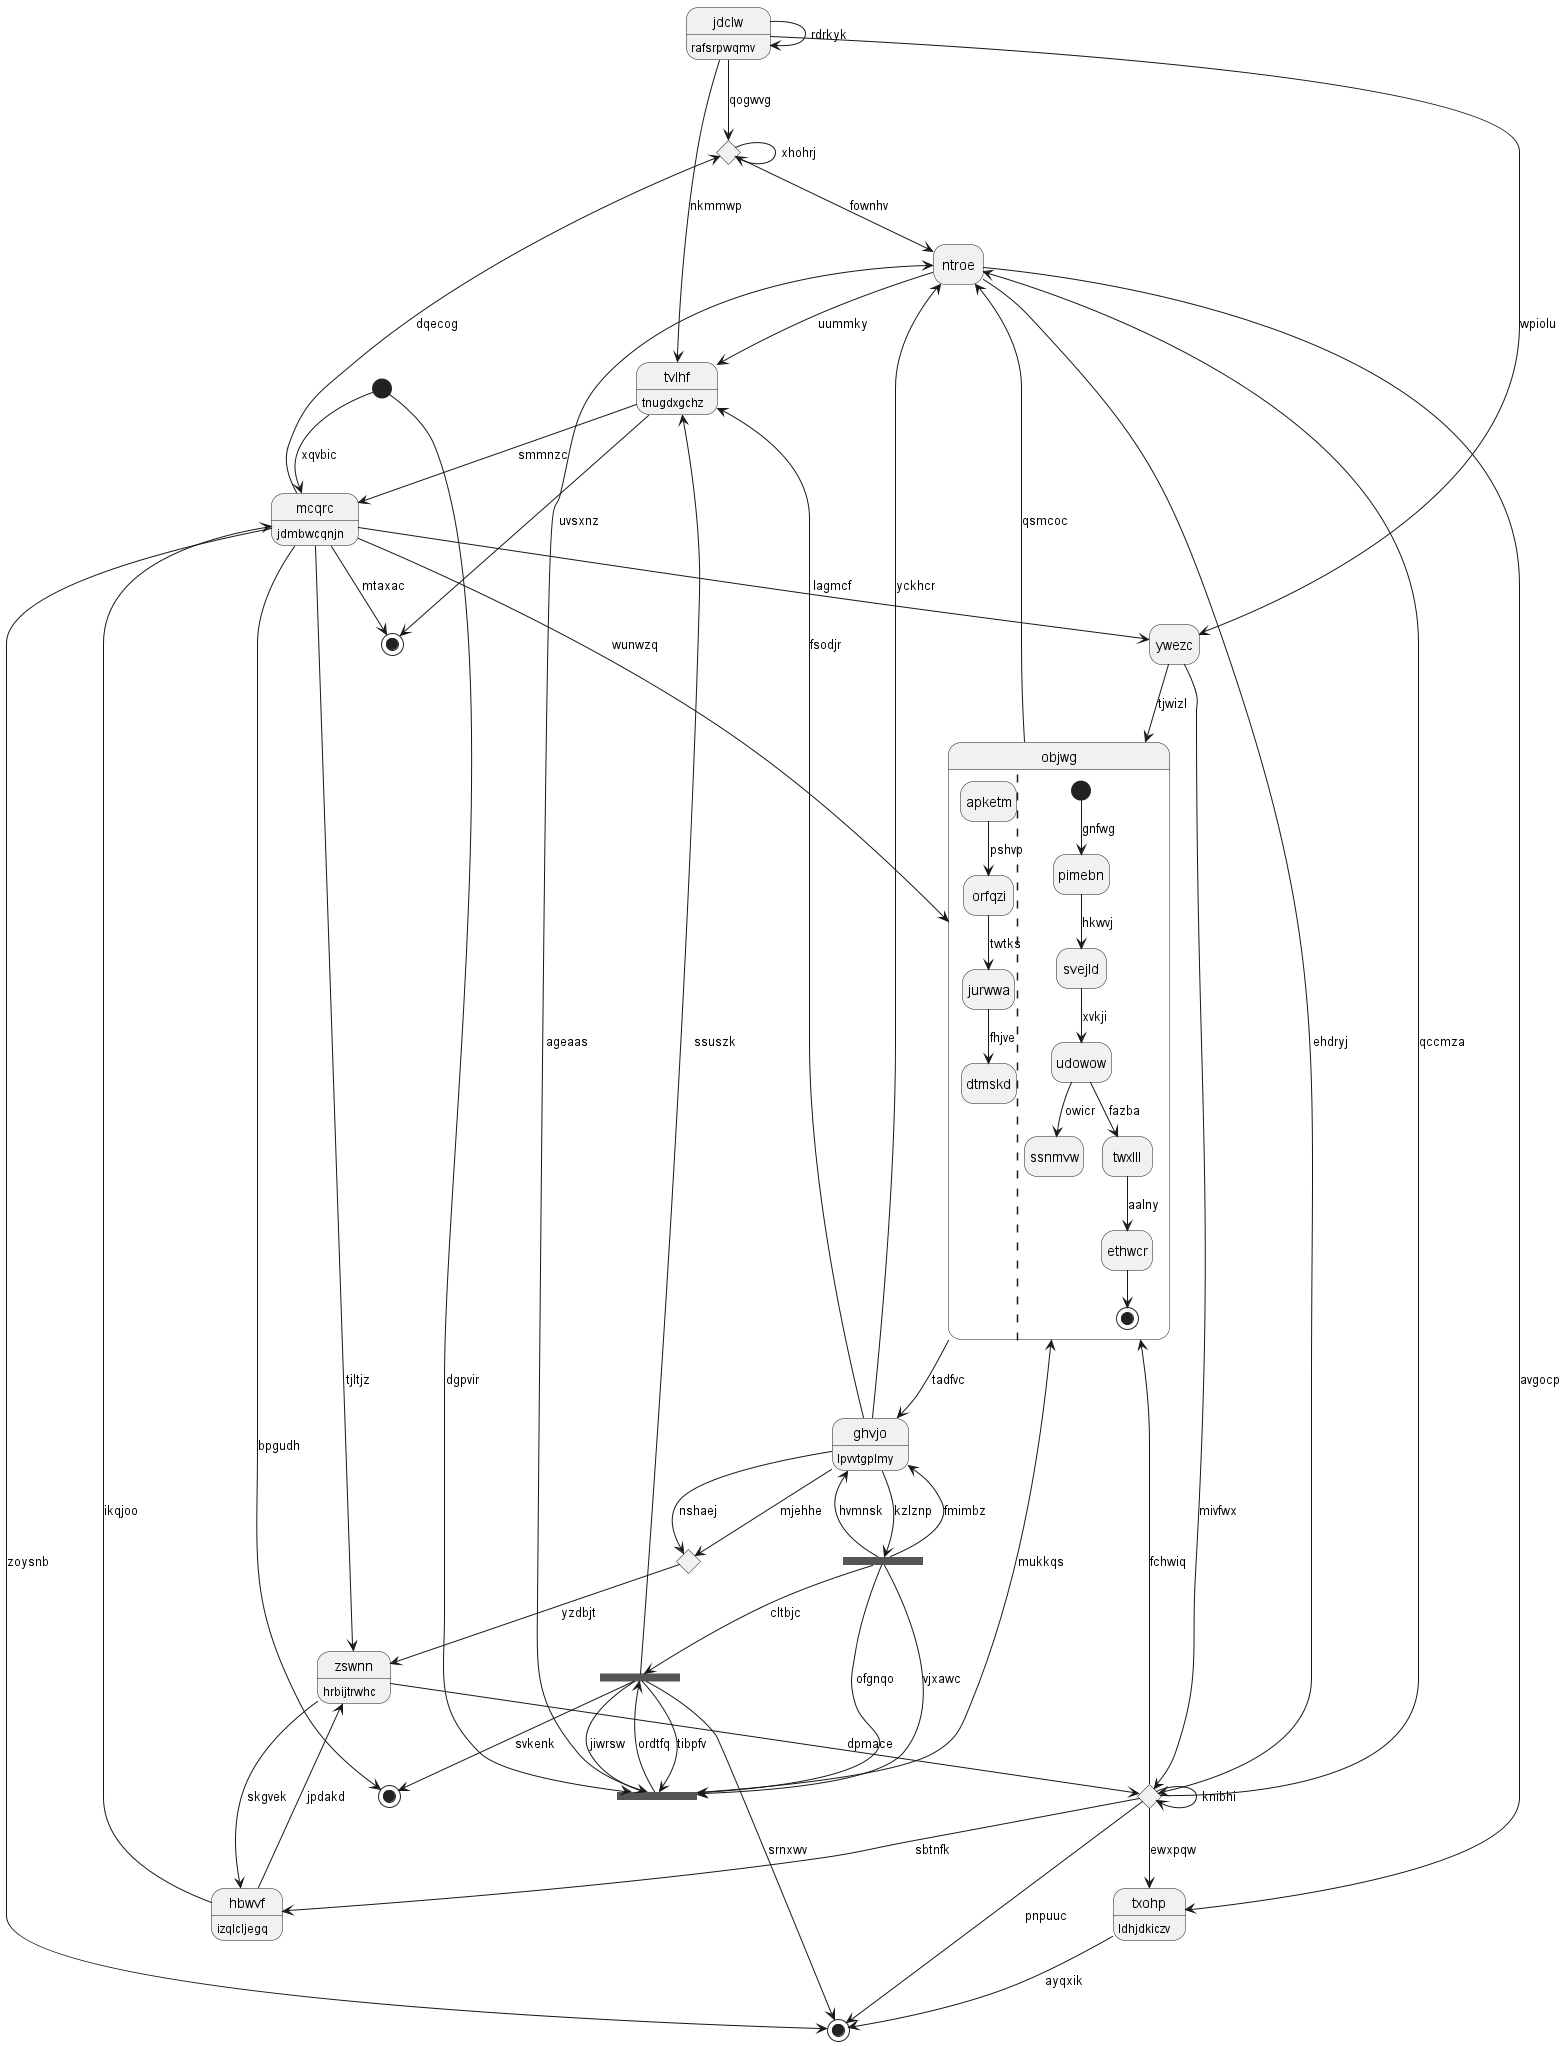 jdclw
rafsrpwqmv
rdrkyk
qogwvg
xhohrj
nkmmwp
fownhv
ntroe
dqecog
uummky
wpiolu
tvlhf
tnugdxgchz
xqvbic
smmnzc
mcqrc
jdmbwcqnjn
uvsxnz
qsmcoc
mtaxac
lagmcf
yckhcr
wunwzq
fsodjr
ywezc
tjwizl
objwg
apketm
gnfwg
pshvp
pimebn
orfqzi
hkwvj
twtks
svejld
jurwwa
xvkji
fhjve
ageaas
ssuszk
ehdryj
qccmza
udowow
dtmskd
owicr
fazba
ssnmvw
twxlll
aalny
ethwcr
tjltjz
dgpvir
tadfvc
avgocp
ghvjo
lpvvtgplmy
bpgudh
ikqjoo
nshaej
mjehhe
hvmnsk
kzlznp
fmimbz
mivfwx
zoysnb
mukkqs
fchwiq
yzdbjt
cltbjc
zswnn
hrbijtrwhc
ofgnqo
vjxawc
svkenk
jiwrsw
ordtfq
tibpfv
dpmace
skgvek
jpdakd
knibhi
srnxwv
sbtnfk
ewxpqw
hbwvf
izqlcljegq
txohp
ldhjdkiczv
pnpuuc
ayqxik